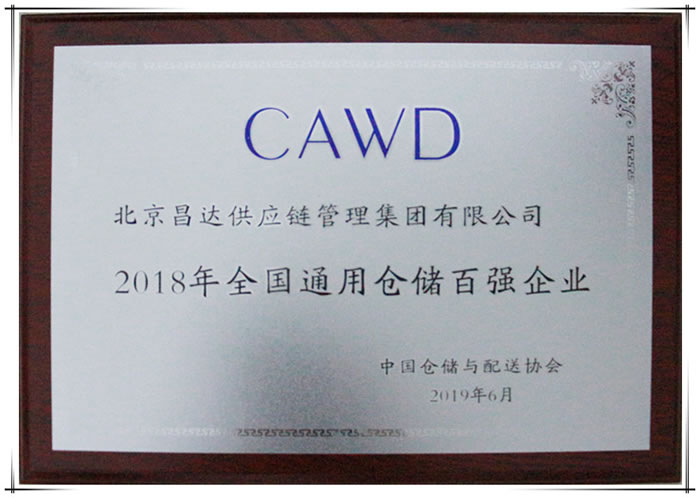 CAWD
北京昌达供应链管理集团有限公司
2018年全国通用仓储百强企业
中国仓储与配送协会
2019年6月